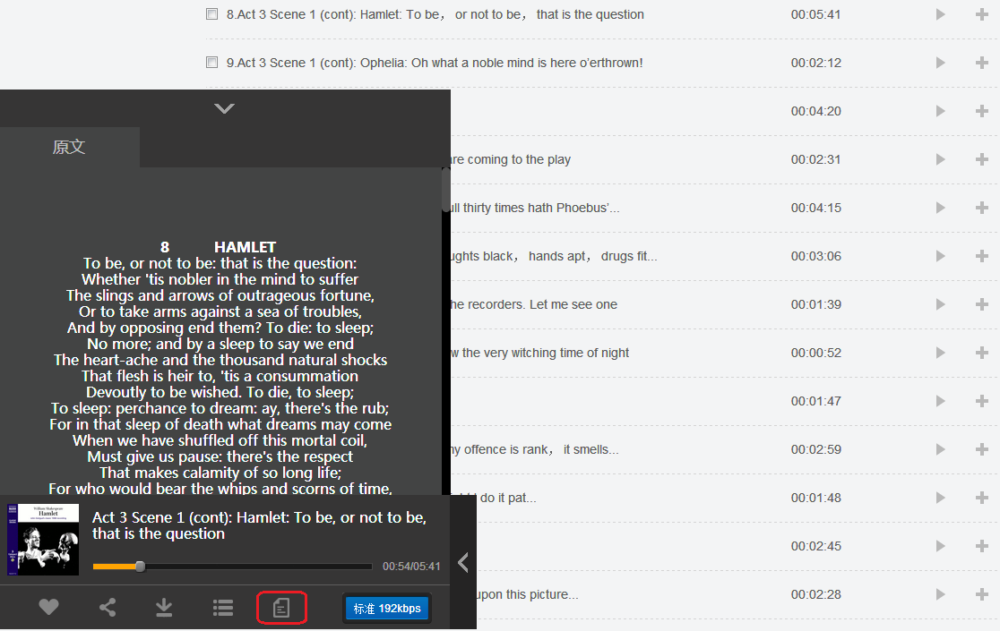 8.Act 3 Scene 1 (cont): Hamlet: To be， or not to be， that is the question 00:05:41
9.Act 3 Scene 1 (cont): Ophelia: Oh what a noble mind is here o'erthrown! 00:02:12
00:04:20
are coming to the play 00:02:31
full thirty times hath Phoebus'... 00:04:15
ughts black， hands apt， drugs fit... 00:03:06
he recorders. Let me see one 00:01:39
w the very witching time of night 00:00:52
00:01:47
my offence is rank， it smells... 00:02:59
I do it pat... 00:01:48
00:02:45
upon this picture... 00:02:28
原文
8 HAMLET
To be, or not to be: that is the question:
Whether 'tis nobler in the mind to suffer
The slings and arrows of outrageous fortune,
Or to take arms against a sea of troubles,
And by opposing end them? To die: to sleep;
No more; and by a sleep to say we end
The heart-ache and the thousand natural shocks
That flesh is heir to, 'tis a consummation
Devoutly to be wished. To die, to sleep;
To sleep: perchance to dream: ay, there's the rub;
For in that sleep of death what dreams may come
When we have shuffled off this mortal coil,
Must give us pause: there's the respect
That makes calamity of so long life;
For who would bear the whips and scorns of time,
William Shakespeare
Hamlet
Act 3 Scene 1 (cont): Hamlet: To be, or not to be,
that is the question
00:54/05:41
标准 192kbps